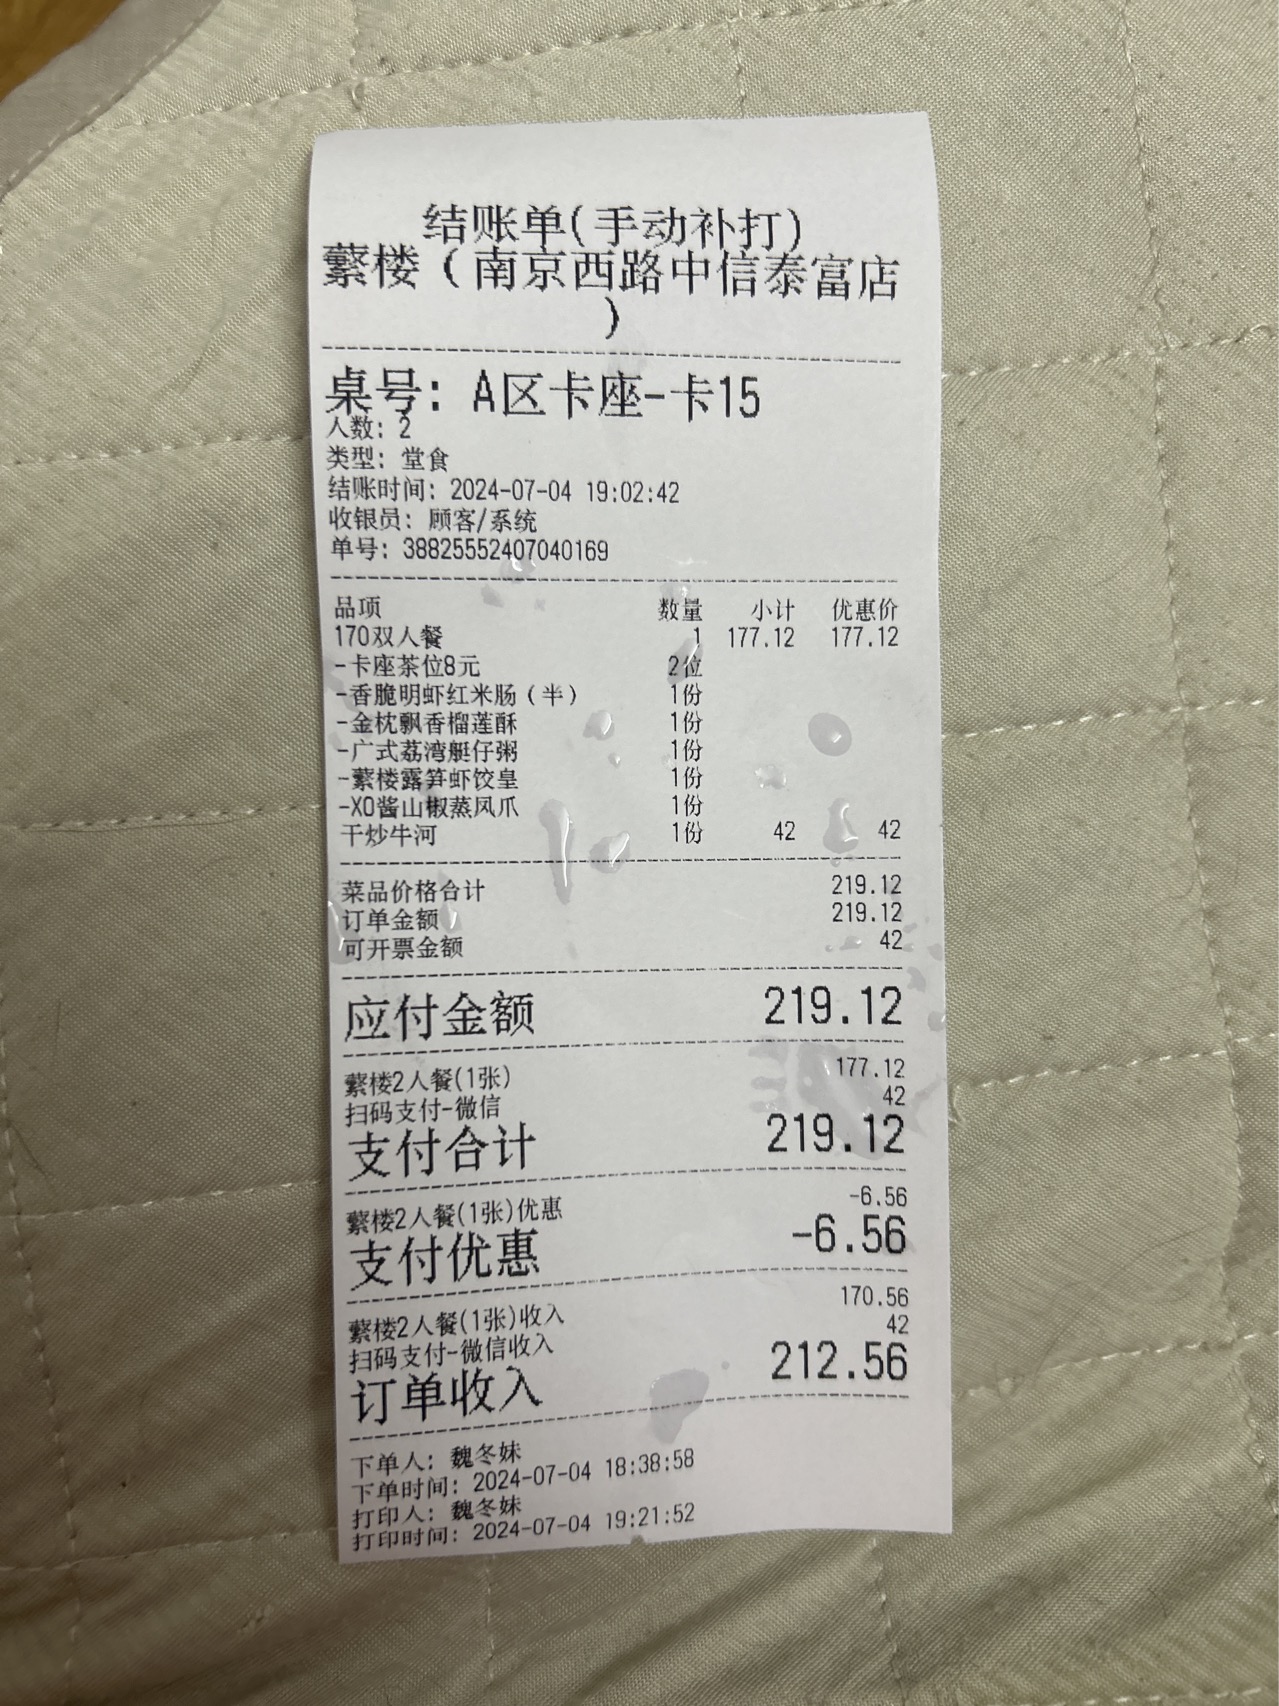 结账单(手动补打)
蘩楼（南京西路中信泰富店
）
桌号：A区卡座-卡15
人数：2
类型：堂食
结账时间：2024-07-04 19:02:42
收银员：顾客/系统
单号：38825552407040169
品项 数量 小计 优惠价
170双人餐 1 177.12 177.12
-卡座茶位8元 2位
-香脆明虾红米肠（半） 1份
-金枕飘香榴莲酥 1份
-广式荔湾艇仔粥 1份
-蘩楼露笋虾饺皇 1份
-XO酱山椒蒸凤爪 1份
干炒牛河 1份 42 42
菜品价格合计 219.12
订单金额 219.12
可开票金额 42
应付金额 219.12
蘩楼2人餐(1张) 177.12
扫码支付-微信 42
支付合计 219.12
蘩楼2人餐(1张)优惠 -6.56
支付优惠 -6.56
蘩楼2人餐(1张)收入 170.56
扫码支付-微信收入 42
订单收入 212.56
下单人：魏冬妹
下单时间：2024-07-04 18:38:58
打印人：魏冬妹
打印时间：2024-07-04 19:21:52